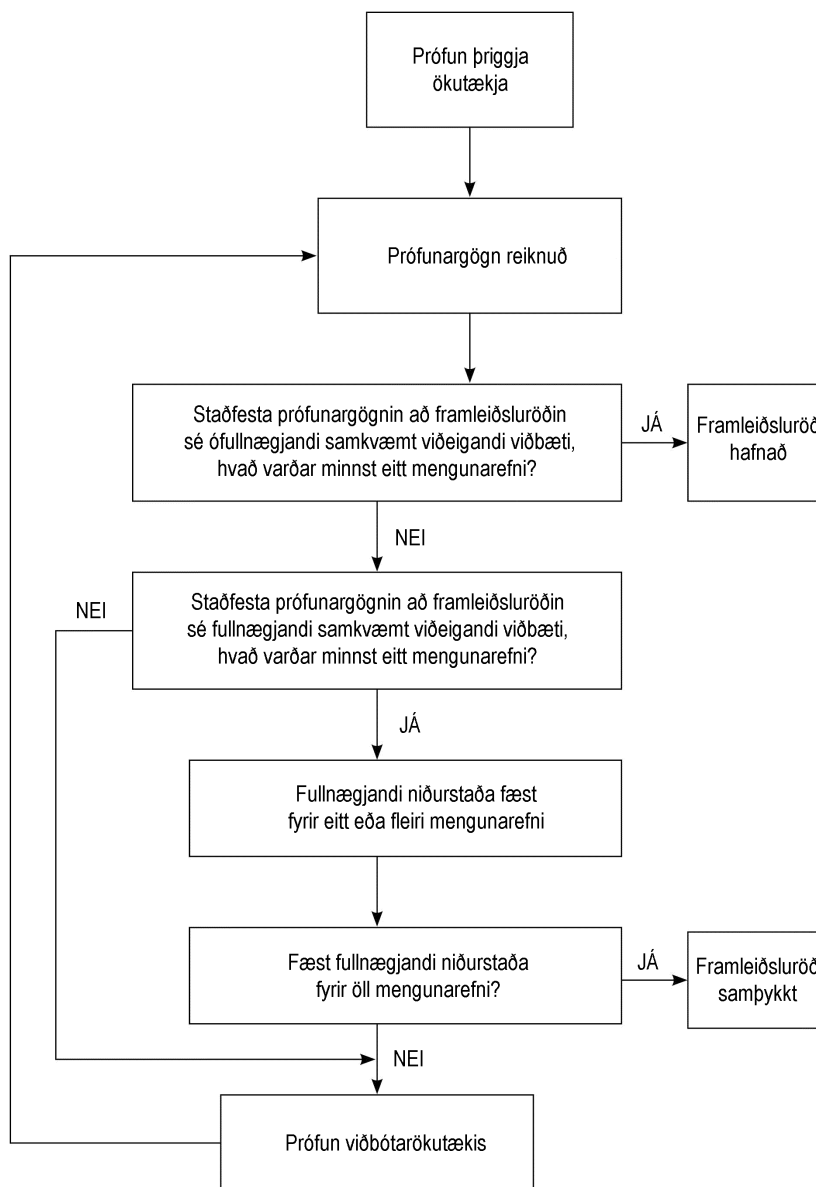 Prófun þriggja
ökutækja
Prófunargögn reiknuð
Staðfesta prófunargögnin að framleiðsluröðin
sé ófullnægjandi samkvæmt viðeigandi viðbæti,
hvað varðar minnst eitt mengunarefni?
JÁ
Framleiðsluröð
hafnað
NEI
NEI
Staðfesta prófunargögnin að framleiðsluröðin
sé fullnægjandi samkvæmt viðeigandi viðbæti,
hvað varðar minnst eitt mengunarefni?
JÁ
Fullnægjandi niðurstaða fæst
fyrir eitt eða fleiri mengunarefni
Fæst fullnægjandi niðurstaða
fyrir öll mengunarefni?
JÁ
Framleiðsluröð
samþykkt
NEI
Prófun viðbótarökutækis